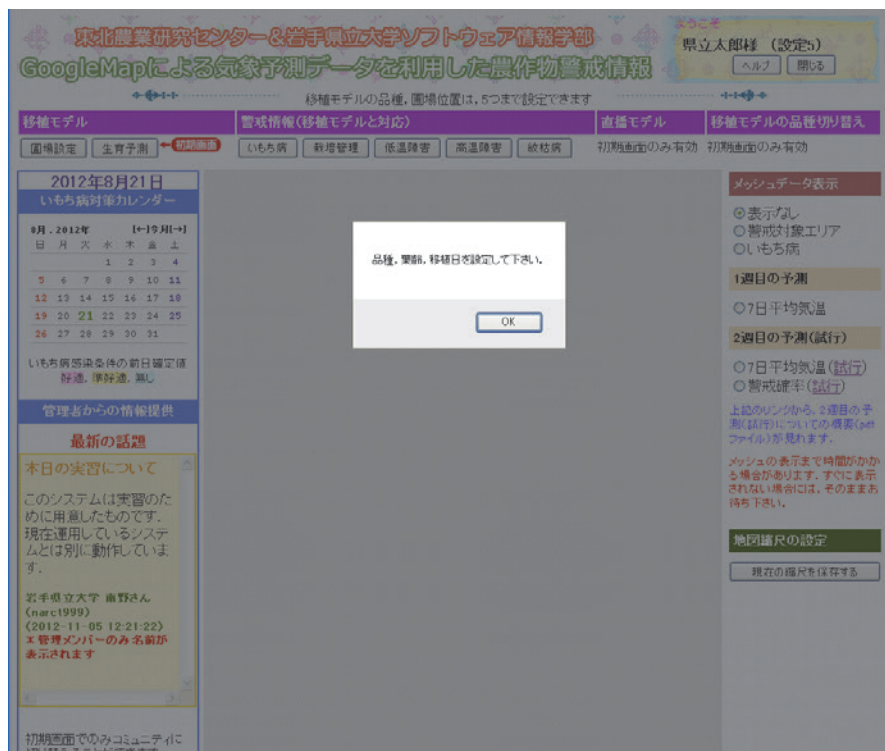 東北農業研究センター&岩手県立大学ソフトウェア情報学部
GoogleMapによる気象予測データを利用した農作物警戒情報
ようこそ
県立太郎様 （設定5）
ヘルプ 閉じる
移植モデルの品種，圃場位置は，5つまで設定できます
移植モデル 警戒情報(移植モデルと対応) 直播モデル 移植モデルの品種切り替え
圃場設定 生育予測 ←初期画面 いもち病 栽培管理 低温障害 高温障害 紋枯病 初期画面のみ有効 初期画面のみ有効
2012年8月21日
いもち病対策カレンダー
8月．2012年 [←]今月[→]
日 月 火 水 木 金 土
1 2 3 4
5 6 7 8 9 10 11
12 13 14 15 16 17 18
19 20 21 22 23 24 25
26 27 28 29 30 31
いもち病感染条件の前日確定値
好適，準好適，無し
管理者からの情報提供
最新の話題
本日の実習について
このシステムは実習のた
めに用意したものです．
現在運用しているシステ
ムとは別に動作していま
す．
岩手県立大学 南野さん
(narc1999)
(2012-11-05 12:21:22)
※管理メンバーのみ名前が
表示されます
初期画面でのみコミュニティに
品種，葉齢，移植日を設定して下さい．
OK
メッシュデータ表示
表示なし
警戒対象エリア
いもち病
1週目の予測
7日平均気温
2週目の予測(試行)
7日平均気温(試行)
警戒確率(試行)
上記のリンクから，2週目の予
測(試行)についての概要(pdf
ファイル)が見れます．
メッシュの表示まで時間がかか
る場合があります．すぐに表示
されない場合には，そのままお
待ち下さい．
地図縮尺の設定
現在の縮尺を保存する